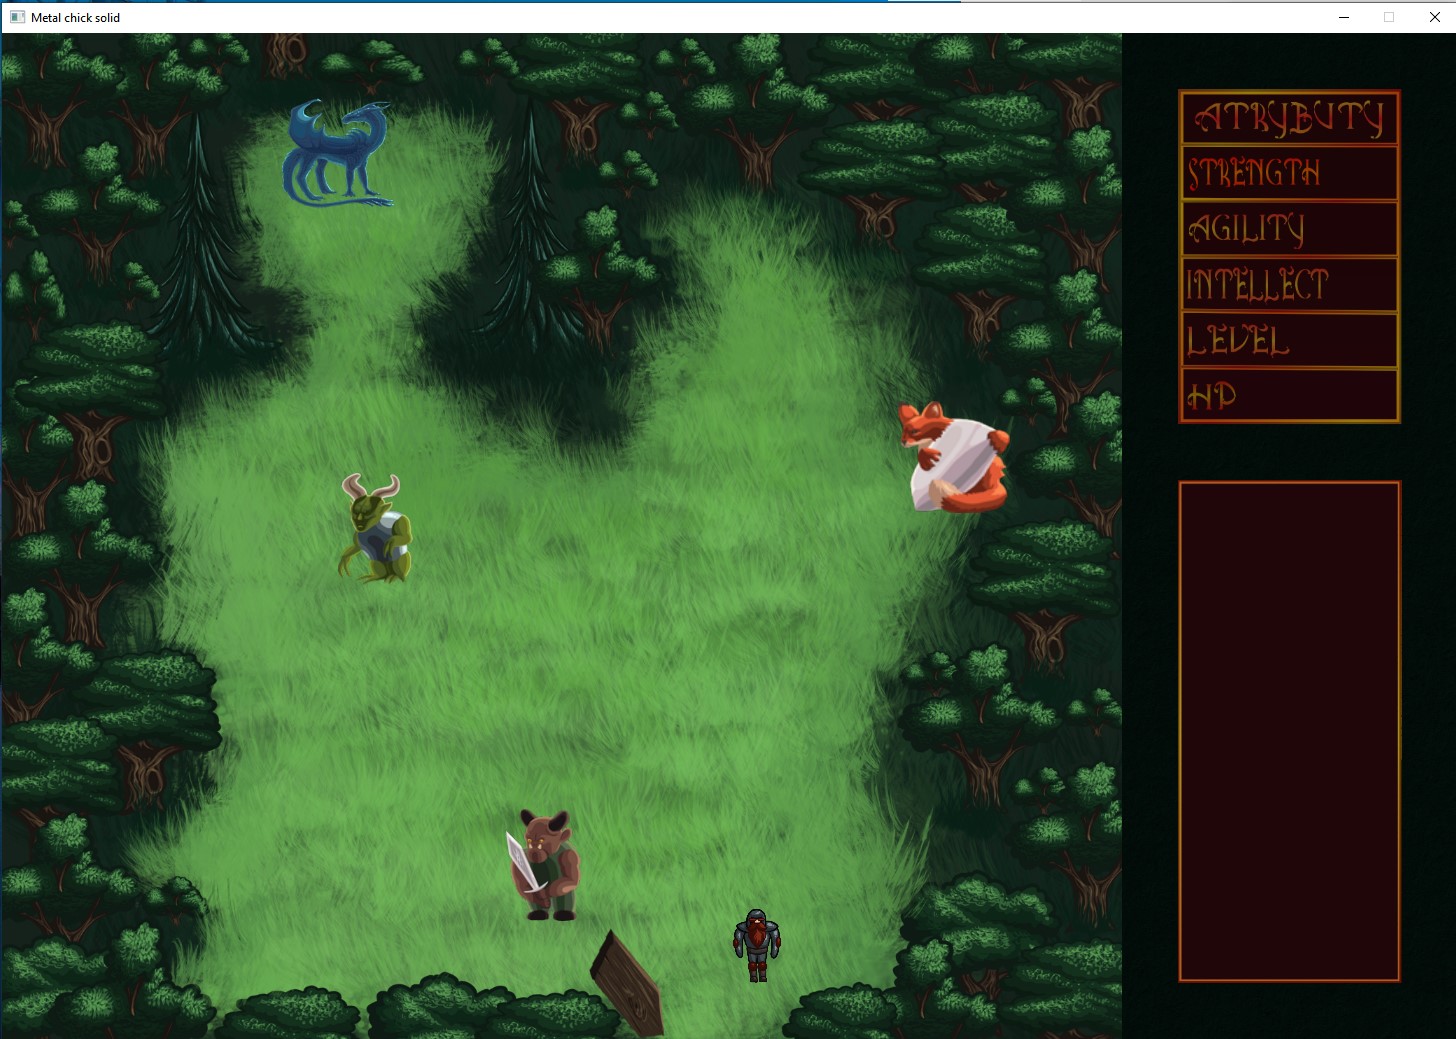 Metal chick solid
ATRYBUTY
STRENGTH
AGILITY
INTELLECT
LEVEL
HP